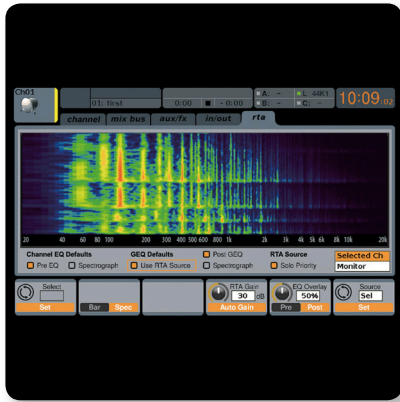 Ch01
01: first
0:00 - 0:00
A: - L 44K1
B: - C: -
10:09:02
channel mix bus aux/fx in/out rta
20 40 60 80 100 200 300 400 500 600 800 1k 2k 3k 4k 5k 6k 8k 10k 20k
Channel EQ Defaults GEQ Defaults Post GEQ RTA Source Selected Ch
Pre EQ Spectrograph Use RTA Source Spectrograph Solo Priority Monitor
Select RTA Gain EQ Overlay Source
30 dB 50% Sel
Set Bar Spec Auto Gain Pre Post Set